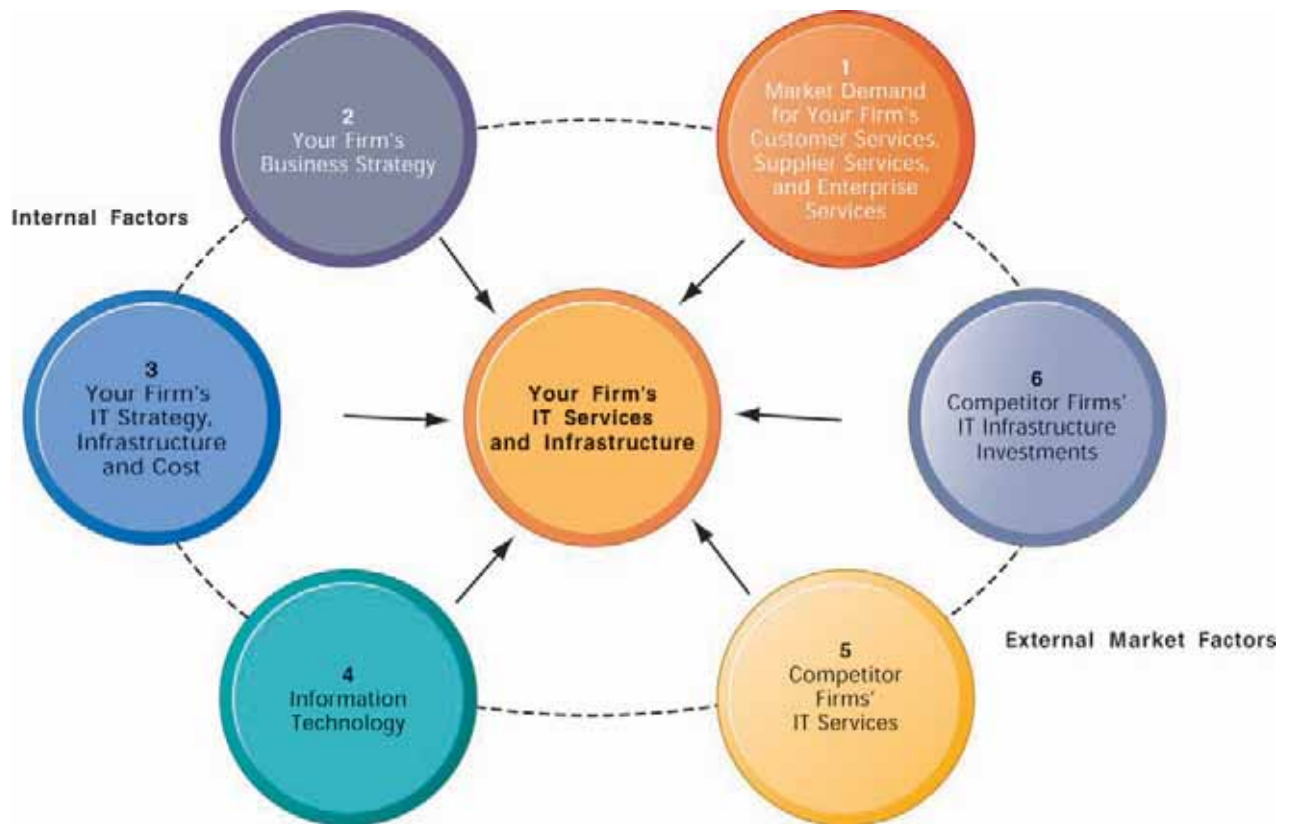 1
Market Demand
for Your Firm's
Customer Services,
Supplier Services,
and Enterprise
Services
2
Your Firm's
Business Strategy
Internal Factors
3
Your Firm's
IT Strategy,
Infrastructure
and Cost
Your Firm's
IT Services
and Infrastructure
6
Competitor Firms'
IT Infrastructure
Investments
4
Information
Technology
5
Competitor
Firms'
IT Services
External Market Factors